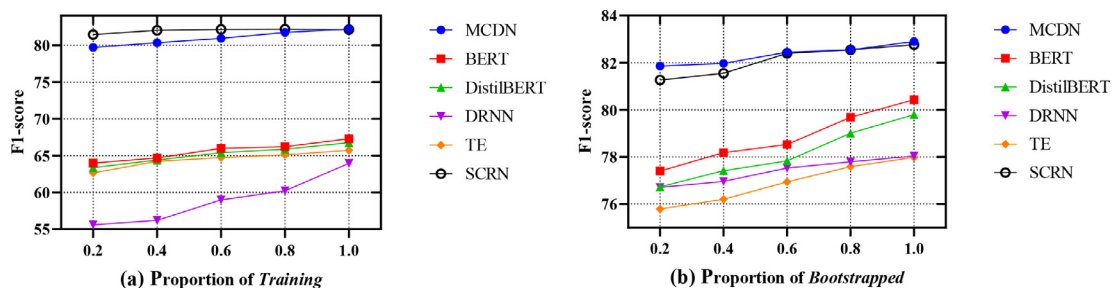 80
75
70
65
60
55
F1-score
0.2 0.4 0.6 0.8 1.0
(a) Proportion of Training
MCDN
BERT
DistilBERT
DRNN
TE
SCRN
84
82
80
78
76
F1-score
0.2 0.4 0.6 0.8 1.0
(b) Proportion of Bootstrapped
MCDN
BERT
DistilBERT
DRNN
TE
SCRN